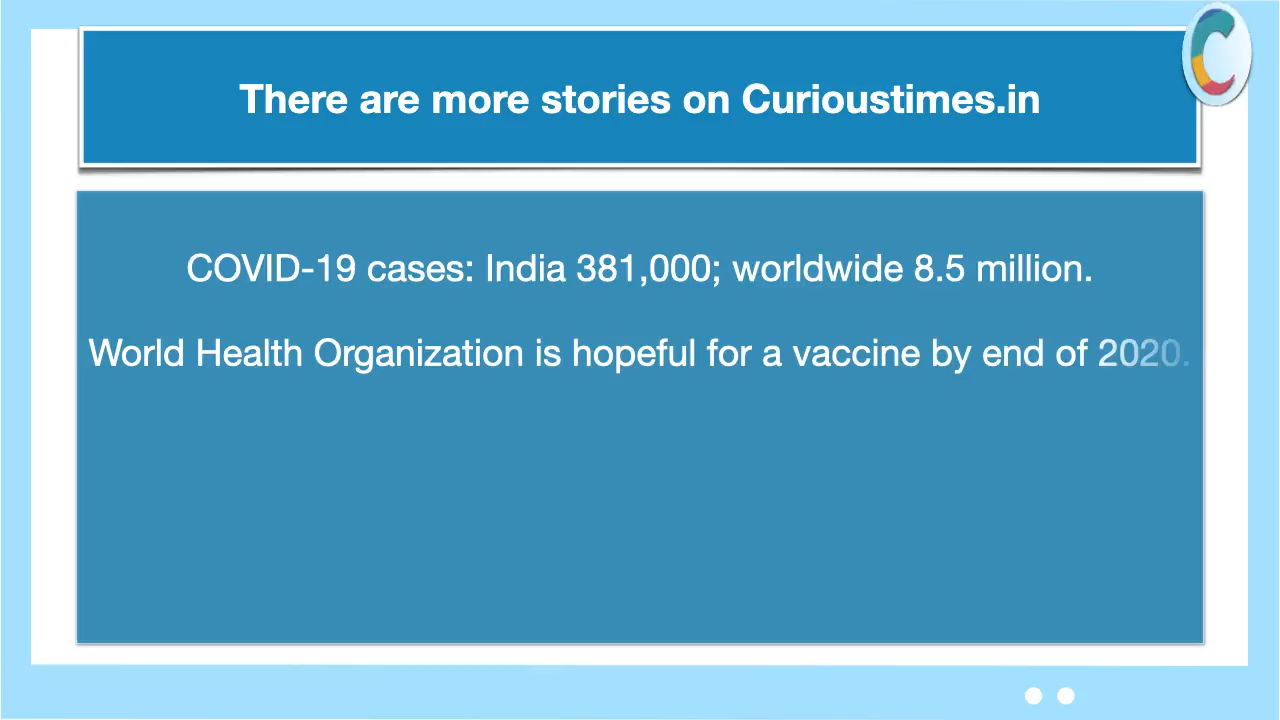 There are more stories on Curioustimes.in
COVID-19 cases: India 381,000; worldwide 8.5 million.
World Health Organization is hopeful for a vaccine by end of 2020.